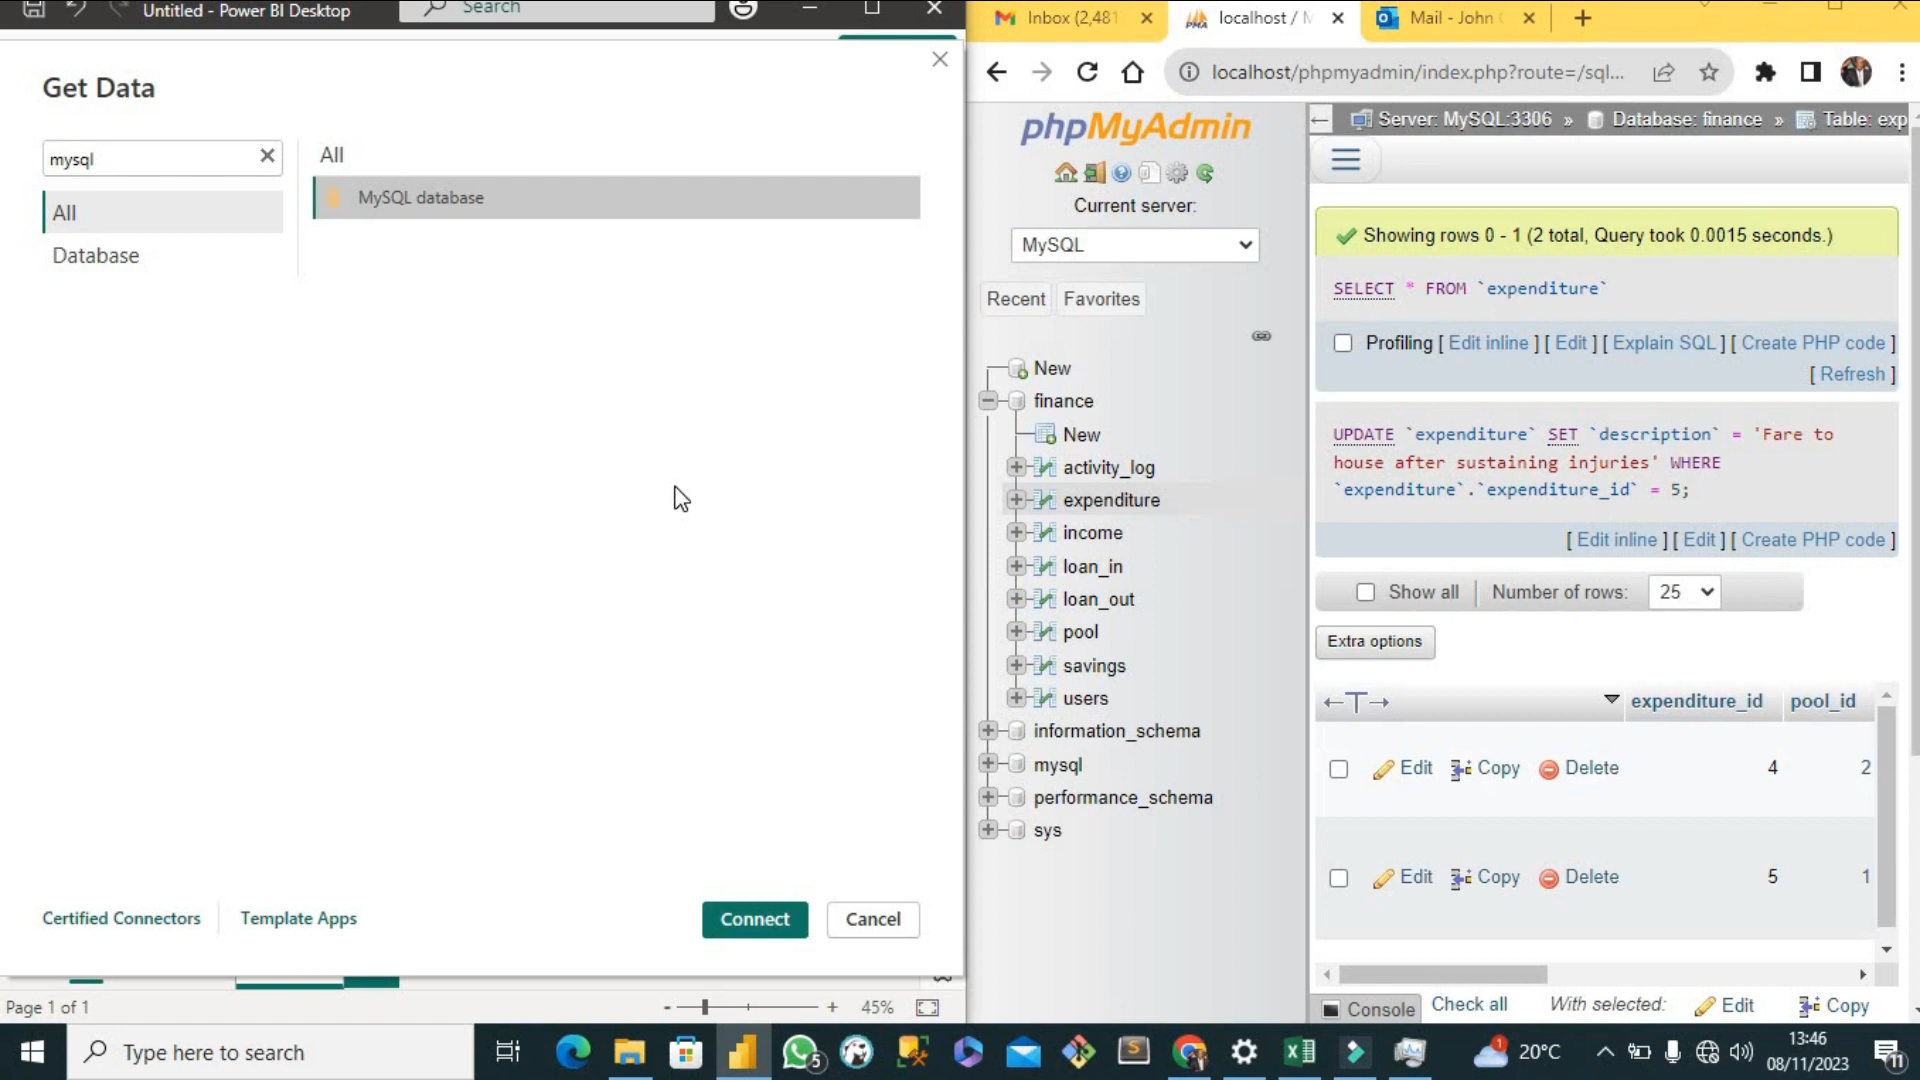 Untitled - Power BI Desktop
Search
Get Data
mysql
All
Database
All
MySQL database
Certified Connectors
Template Apps
Connect
Cancel
Page 1 of 1
- + 45%
Inbox (2,481
localhost / M
Mail - John
localhost/phpmyadmin/index.php?route=/sql...
phpMyAdmin
Current server:
MySQL
Recent
Favorites
New
finance
New
activity_log
expenditure
income
loan_in
loan_out
pool
savings
users
information_schema
mysql
performance_schema
sys
Server: MySQL:3306 » Database: finance » Table: exp
Showing rows 0 - 1 (2 total, Query took 0.0015 seconds.)
SELECT * FROM `expenditure`
Profiling [ Edit inline ] [ Edit ] [ Explain SQL ] [ Create PHP code ]
[ Refresh ]
UPDATE `expenditure` SET `description` = 'Fare to
house after sustaining injuries' WHERE
`expenditure`.`expenditure_id` = 5;
[ Edit inline ] [ Edit ] [ Create PHP code ]
Show all
Number of rows: 25
Extra options
expenditure_id pool_id
Edit Copy Delete 4 2
Edit Copy Delete 5 1
Console
Check all With selected: Edit Copy
Type here to search
5
1
20°C
13:46
08/11/2023
11